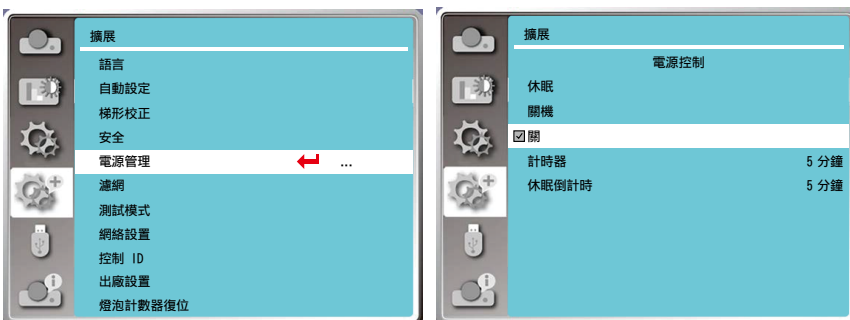 擴展
語言
自動設定
梯形校正
安全
電源管理 ...
濾網
測試模式
網絡設置
控制 ID
出廠設置
燈泡計數器復位
擴展
電源控制
休眠
關機
關
計時器 5 分鐘
休眠倒計時 5 分鐘